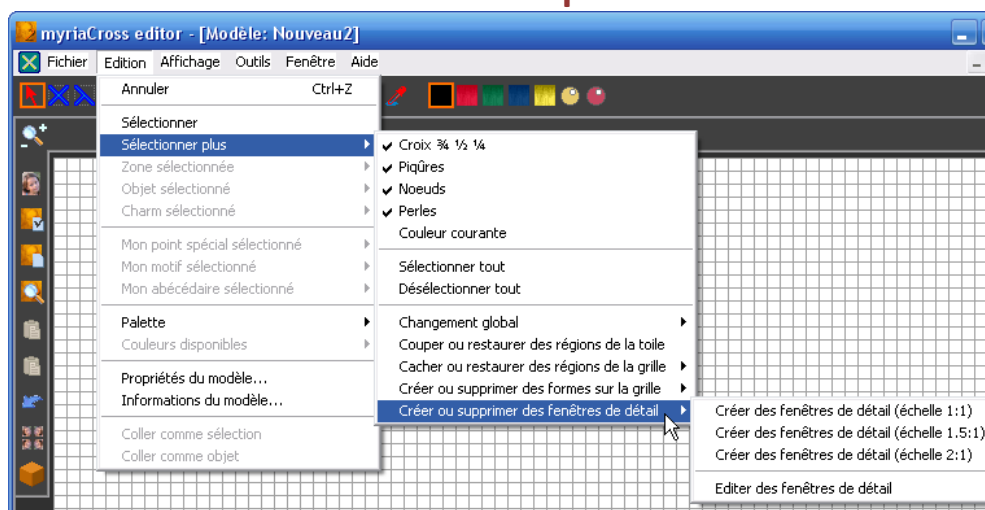 myriaCross editor - [Modèle: Nouveau2]
Fichier Edition Affichage Outils Fenêtre Aide
Annuler Ctrl+Z
Sélectionner
Sélectionner plus
Zone sélectionnée
Objet sélectionné
Charm sélectionné
Mon point spécial sélectionné
Mon motif sélectionné
Mon abécédaire sélectionné
Palette
Couleurs disponibles
Propriétés du modèle...
Informations du modèle...
Coller comme sélection
Coller comme objet
Croix ¾ ½ ¼
Piqûres
Noeuds
Perles
Couleur courante
Sélectionner tout
Désélectionner tout
Changement global
Couper ou restaurer des régions de la toile
Cacher ou restaurer des régions de la grille
Créer ou supprimer des formes sur la grille
Créer ou supprimer des fenêtres de détail
Créer des fenêtres de détail (échelle 1:1)
Créer des fenêtres de détail (échelle 1.5:1)
Créer des fenêtres de détail (échelle 2:1)
Editer des fenêtres de détail